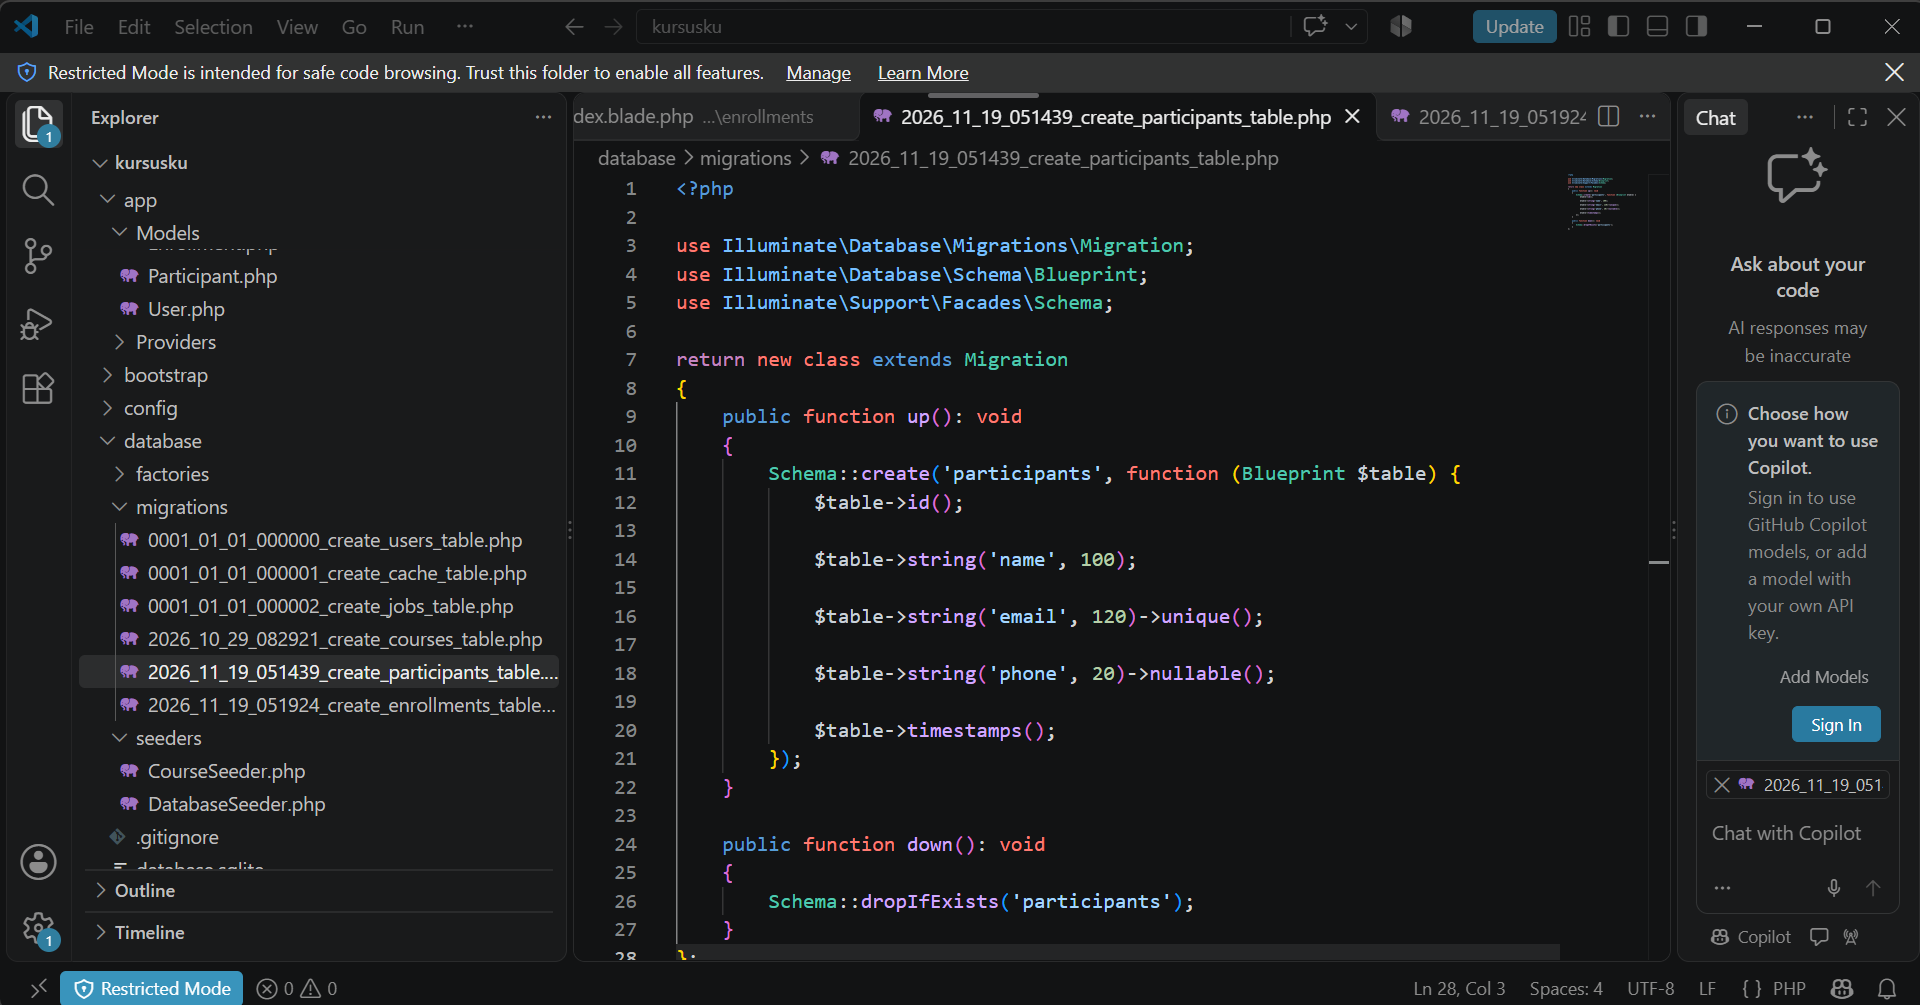 File Edit Selection View Go Run ···
kursusku
Update
Restricted Mode is intended for safe code browsing. Trust this folder to enable all features. Manage Learn More
Explorer
kursusku
app
Models
Participant.php
User.php
Providers
bootstrap
config
database
factories
migrations
0001_01_01_000000_create_users_table.php
0001_01_01_000001_create_cache_table.php
0001_01_01_000002_create_jobs_table.php
2026_10_29_082921_create_courses_table.php
2026_11_19_051439_create_participants_table....
2026_11_19_051924_create_enrollments_table...
seeders
CourseSeeder.php
DatabaseSeeder.php
.gitignore
Outline
Timeline
dex.blade.php ...\enrollments
2026_11_19_051439_create_participants_table.php
2026_11_19_051924
database > migrations > 2026_11_19_051439_create_participants_table.php
1 <?php
2
3 use Illuminate\Database\Migrations\Migration;
4 use Illuminate\Database\Schema\Blueprint;
5 use Illuminate\Support\Facades\Schema;
6
7 return new class extends Migration
8 {
9 public function up(): void
10 {
11 Schema::create('participants', function (Blueprint $table) {
12 $table->id();
13
14 $table->string('name', 100);
15
16 $table->string('email', 120)->unique();
17
18 $table->string('phone', 20)->nullable();
19
20 $table->timestamps();
21 });
22 }
23
24 public function down(): void
25 {
26 Schema::dropIfExists('participants');
27 }
28 };
Chat
Ask about your
code
AI responses may
be inaccurate
Choose how
you want to use
Copilot.
Sign in to use
GitHub Copilot
models, or add
a model with
your own API
key.
Add Models
Sign In
2026_11_19_051
Chat with Copilot
Copilot
1
1
Restricted Mode 0 0
Ln 28, Col 3 Spaces: 4 UTF-8 LF { } PHP